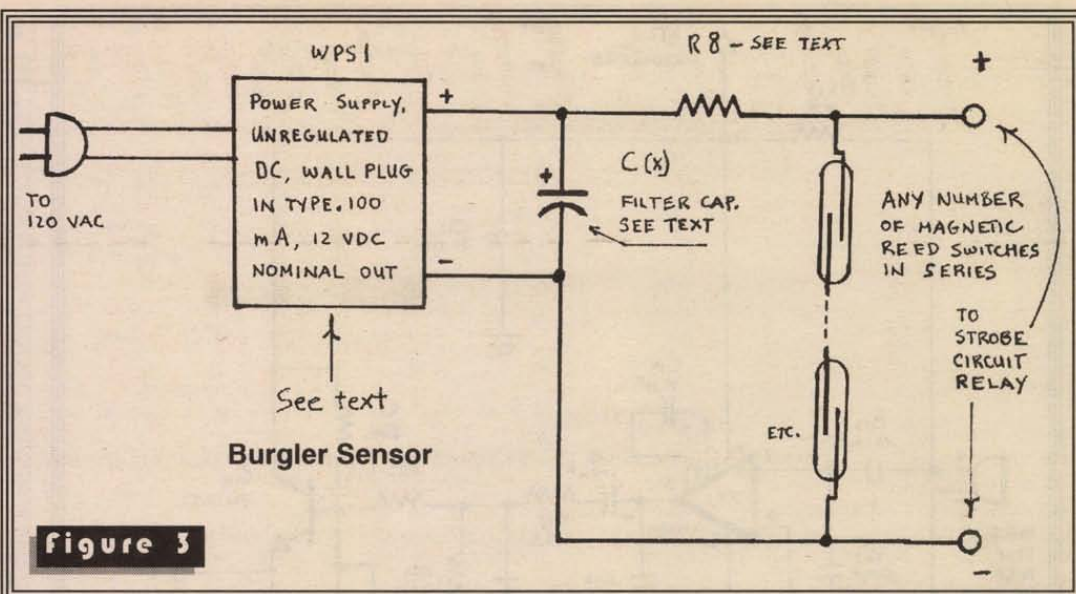 WPS1
POWER SUPPLY,
UNREGULATED
DC, WALL PLUG
IN TYPE. 100
mA, 12 VDC
NOMINAL OUT
+
-
TO
120 VAC
See text
Burgler Sensor
R8 - SEE TEXT
+
C(X)
FILTER CAP.
SEE TEXT
+
ANY NUMBER
OF MAGNETIC
REED SWITCHES
IN SERIES
TO
STROBE
CIRCUIT
RELAY
ETC.
-
Figure 3